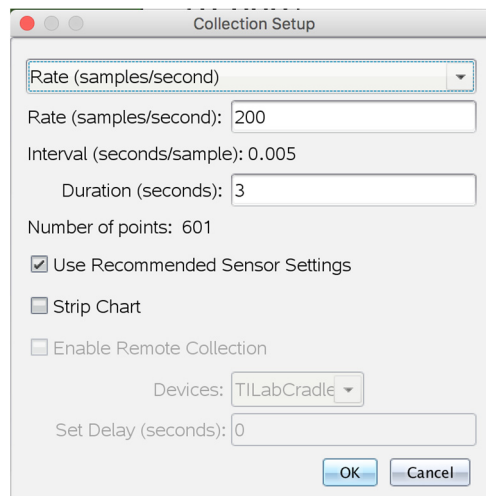 Collection Setup
Rate (samples/second)
Rate (samples/second): 200
Interval (seconds/sample): 0.005
Duration (seconds): 3
Number of points: 601
Use Recommended Sensor Settings
Strip Chart
Enable Remote Collection
Devices: TILabCradle
Set Delay (seconds): 0
OK Cancel